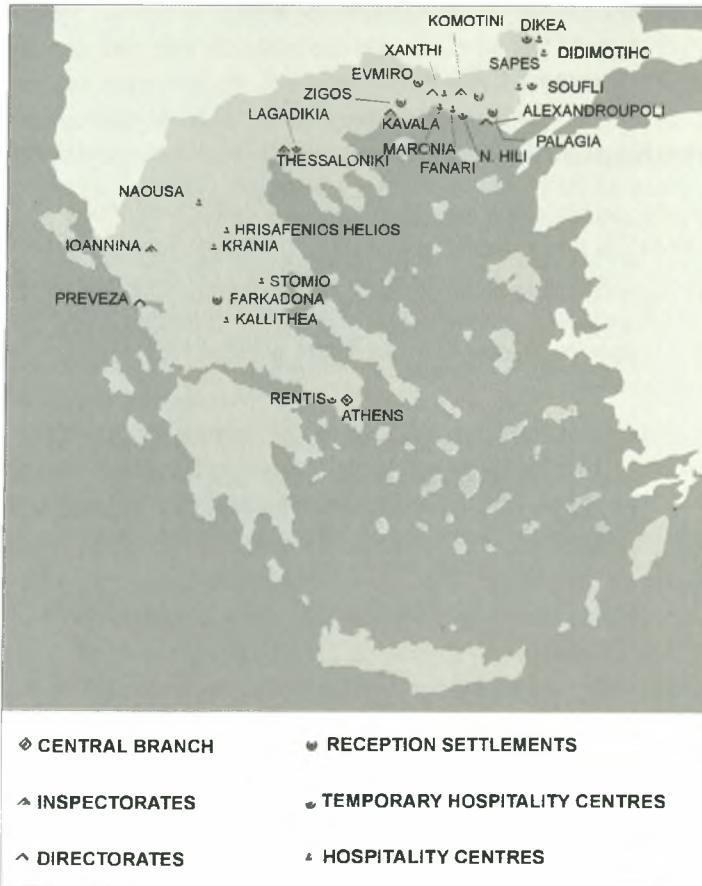 KOMOTINI
DIKEA
XANTHI
DIDIMOTIHO
SAPES
EVMIRO
SOUFLI
ZIGOS
LAGADIKIA
ALEXANDROUPOLI
KAVALA
PALAGIA
MARONIA
N. HILI
THESSALONIKI
FANARI
NAOUSA
HRISAFENIOS HELIOS
IOANNINA
KRANIA
STOMIO
PREVEZA
FARKADONA
KALLITHEA
RENTIS
ATHENS
CENTRAL BRANCH
RECEPTION SETTLEMENTS
INSPECTORATES
TEMPORARY HOSPITALITY CENTRES
DIRECTORATES
HOSPITALITY CENTRES